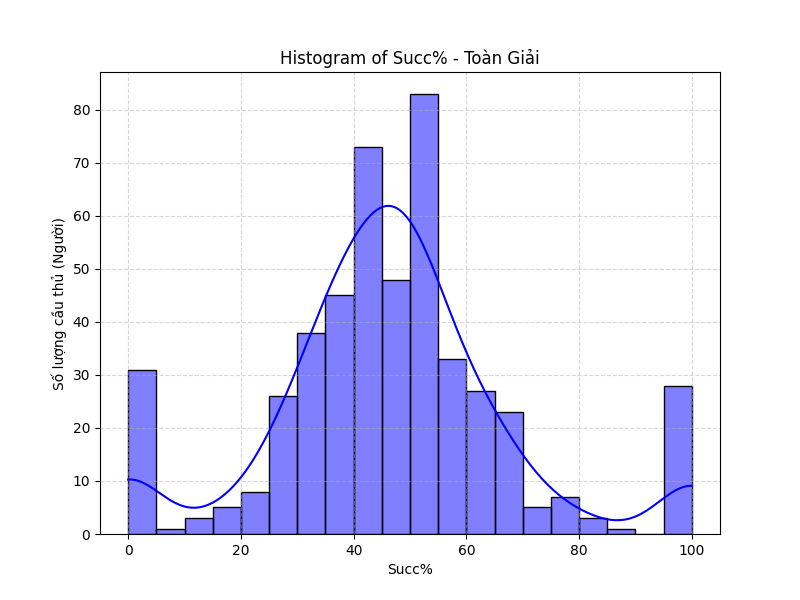 Histogram of Succ% - Toàn Giải
80
70
60
50
40
30
20
10
0
Số lượng cầu thủ (Người)
0 20 40 60 80 100
Succ%